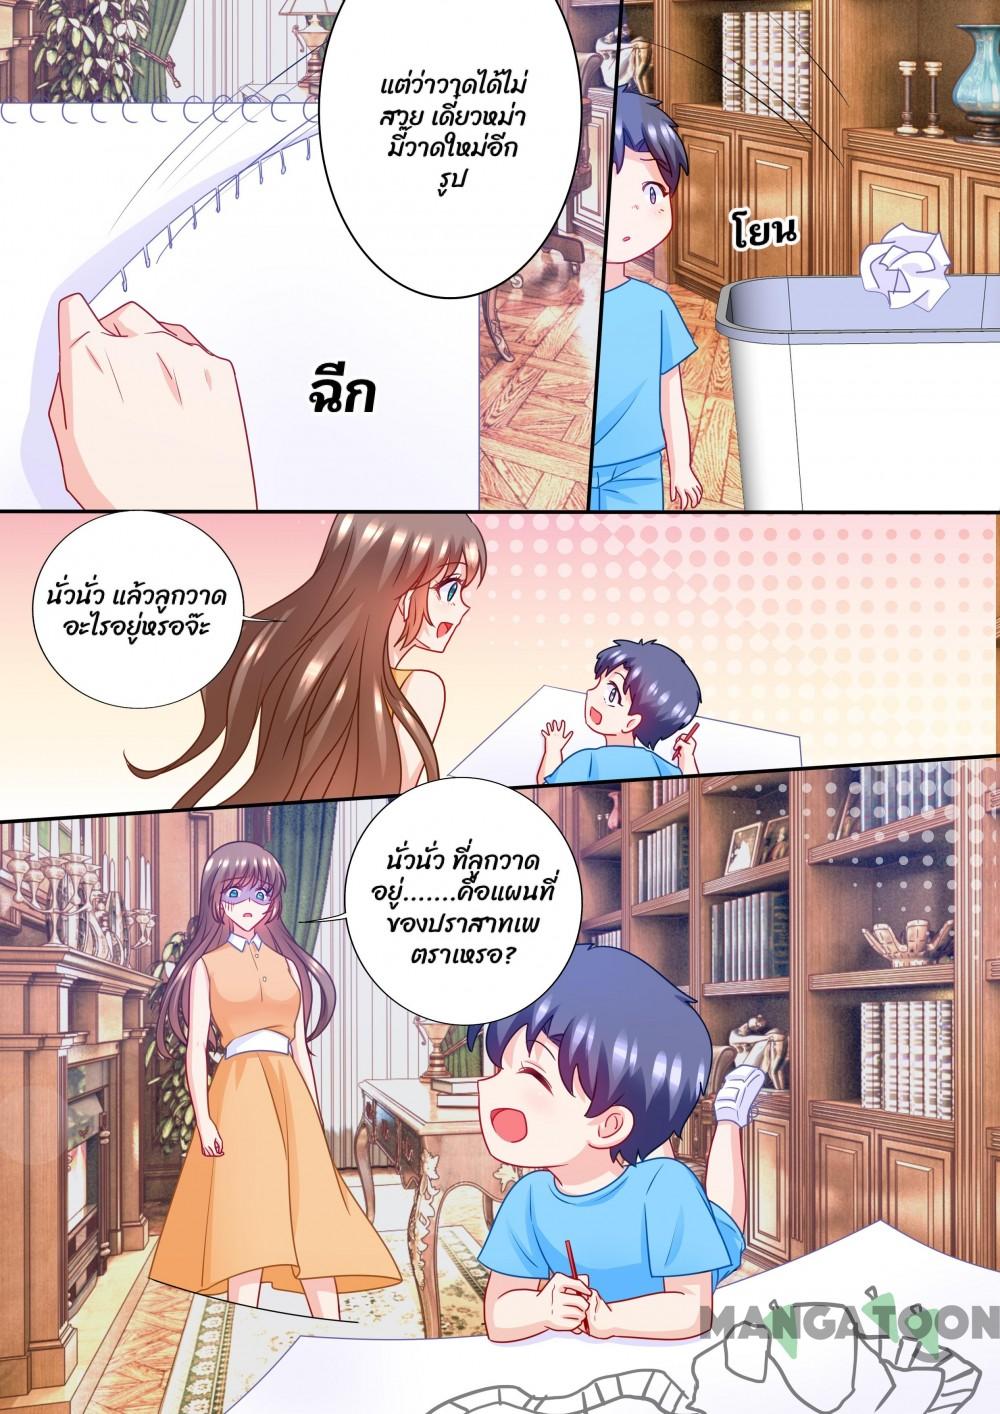 แต่ว่าวาดได้ไม่
สวย เดี๋ยวหม่า
มี๊วาดใหม่อีก
รูป
โยน
ฉีก
นั่วนั่ว แล้วลูกวาด
อะไรอยู่หรอจ๊ะ
นั่วนั่ว ที่ลูกวาด
อยู่.......คือแผนที่
ของปราสาทเพ
ตราเหรอ?
MANGATOON